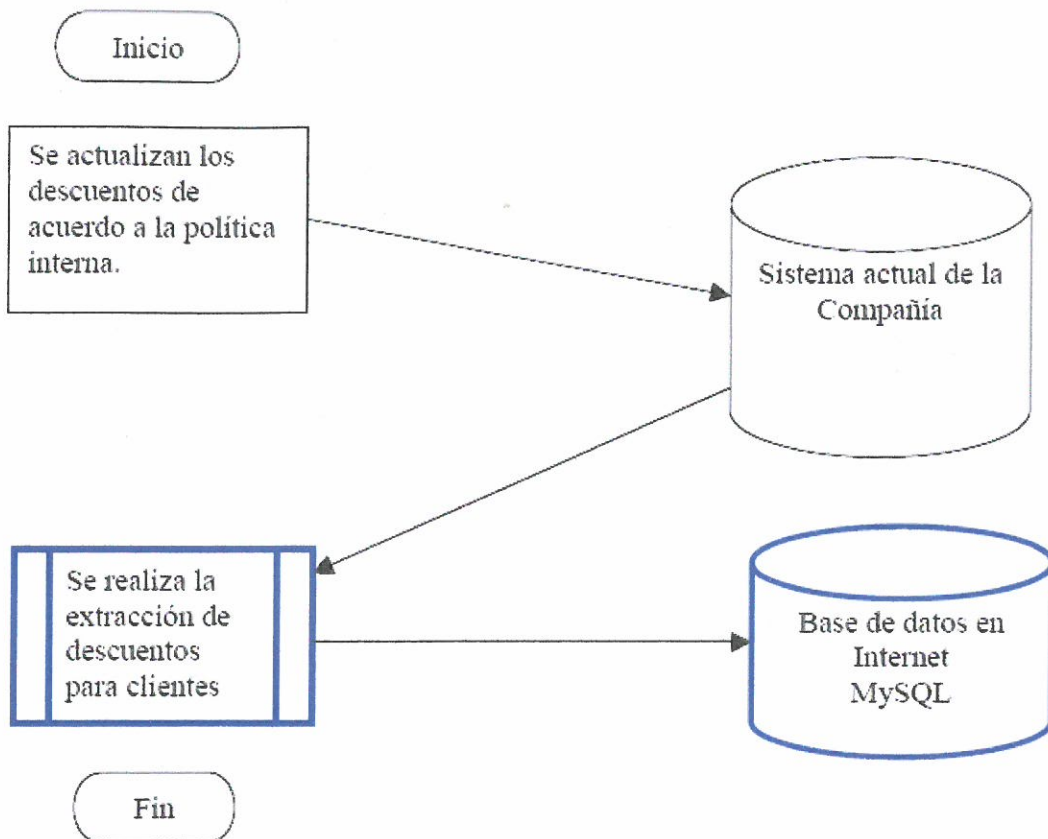 Inicio
Se actualizan los
descuentos de
acuerdo a la política
interna.
Sistema actual de la
Compañía
Se realiza la
extracción de
descuentos
para clientes
Base de datos en
Internet
MySQL
Fin